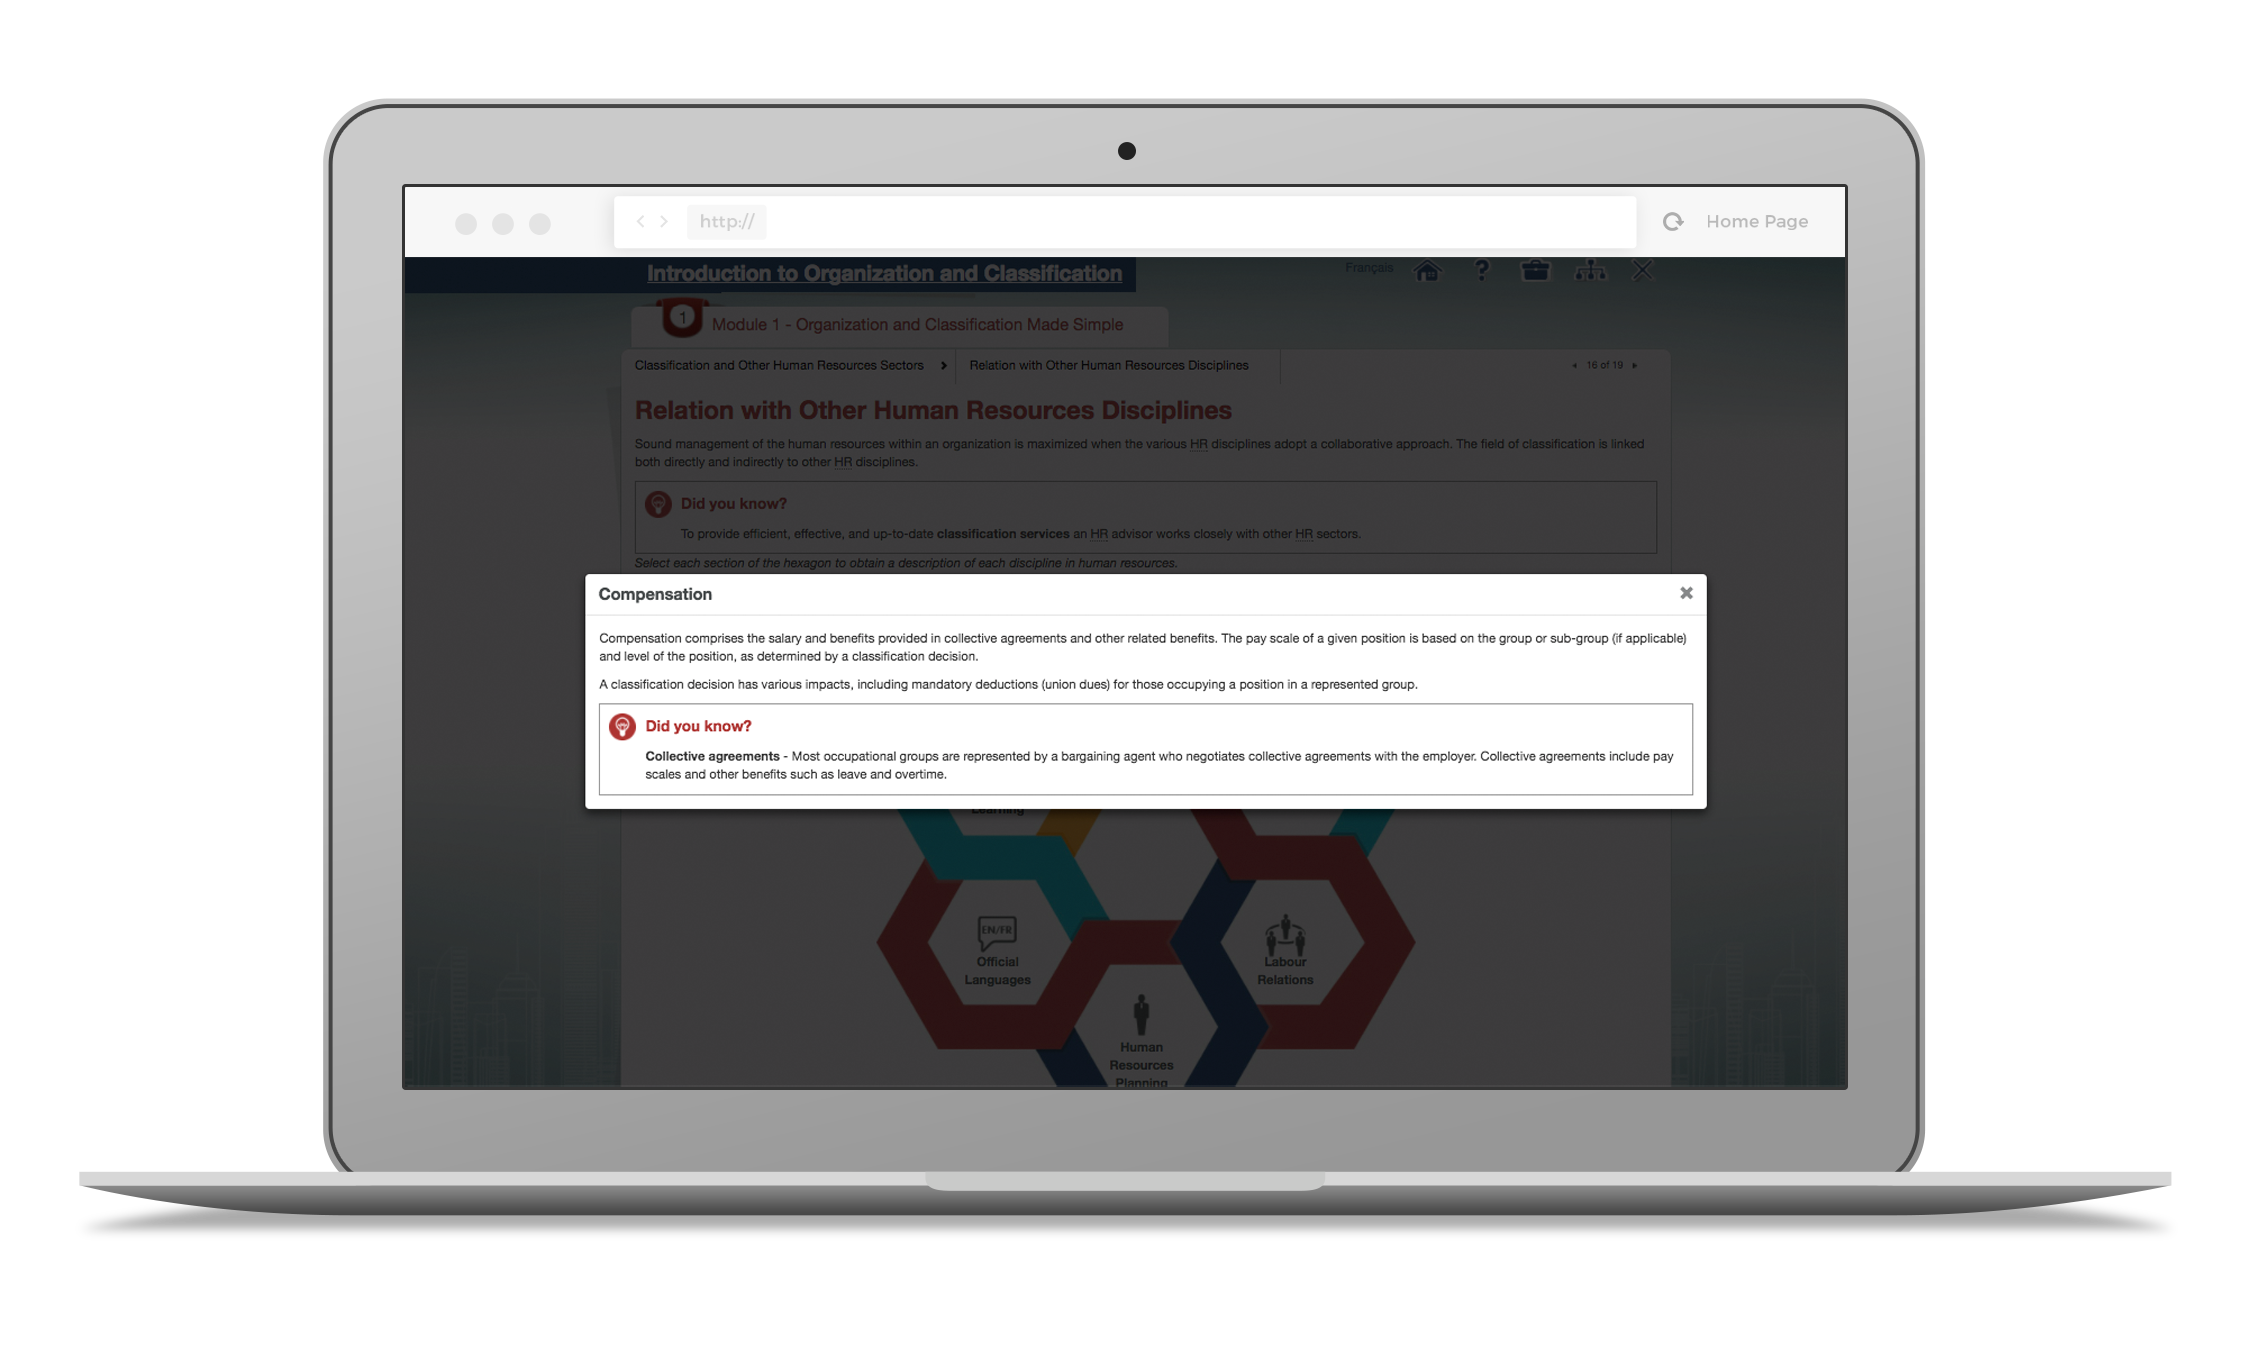 http://
Home Page
Introduction to Organization and Classification
Français
1
Module 1 - Organization and Classification Made Simple
Classification and Other Human Resources Sectors
Relation with Other Human Resources Disciplines
16 of 19
Relation with Other Human Resources Disciplines
Sound management of the human resources within an organization is maximized when the various HR disciplines adopt a collaborative approach. The field of classification is linked
both directly and indirectly to other HR disciplines.
Did you know?
To provide efficient, effective, and up-to-date classification services an HR advisor works closely with other HR sectors.
Select each section of the hexagon to obtain a description of each discipline in human resources.
Compensation
Compensation comprises the salary and benefits provided in collective agreements and other related benefits. The pay scale of a given position is based on the group or sub-group (if applicable)
and level of the position, as determined by a classification decision.
A classification decision has various impacts, including mandatory deductions (union dues) for those occupying a position in a represented group.
Did you know?
Collective agreements - Most occupational groups are represented by a bargaining agent who negotiates collective agreements with the employer. Collective agreements include pay
scales and other benefits such as leave and overtime.
Learning
EN/FR
Official
Languages
Labour
Relations
Human
Resources
Planning